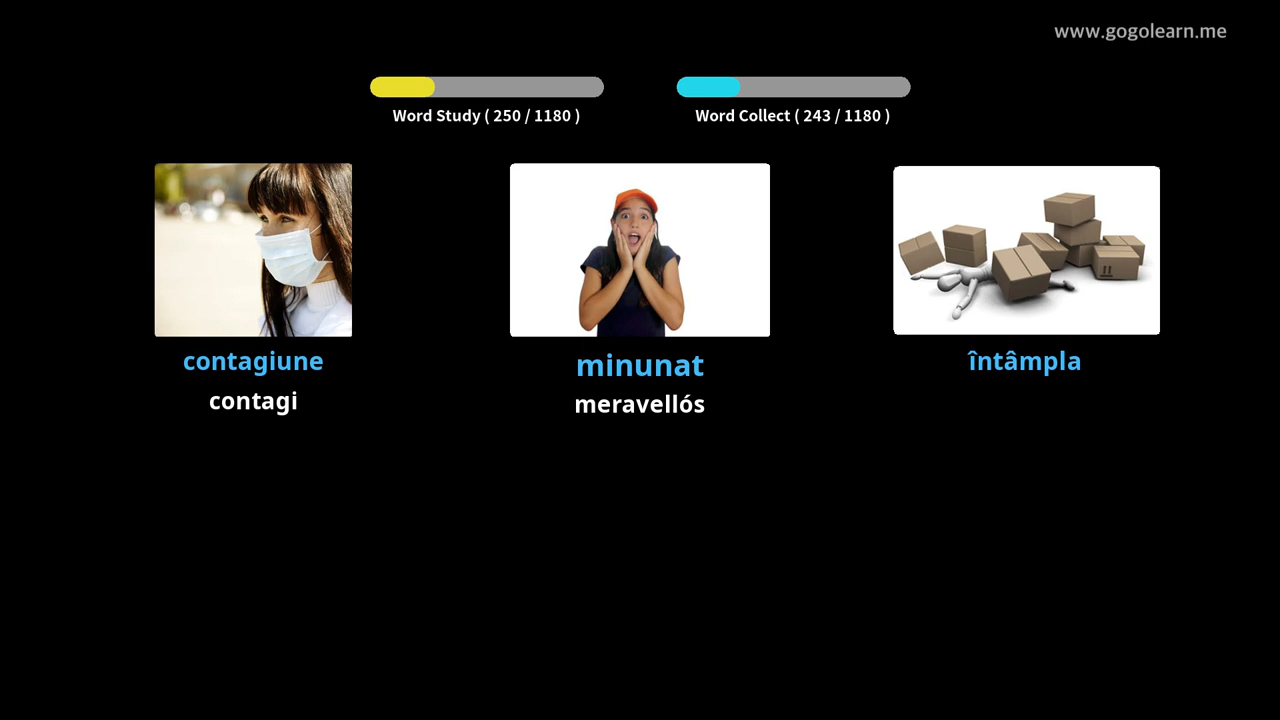 www.gogolearn.me
Word Study ( 250 / 1180 )
Word Collect ( 243 / 1180 )
contagiune
contagi
minunat
meravellós
întâmpla